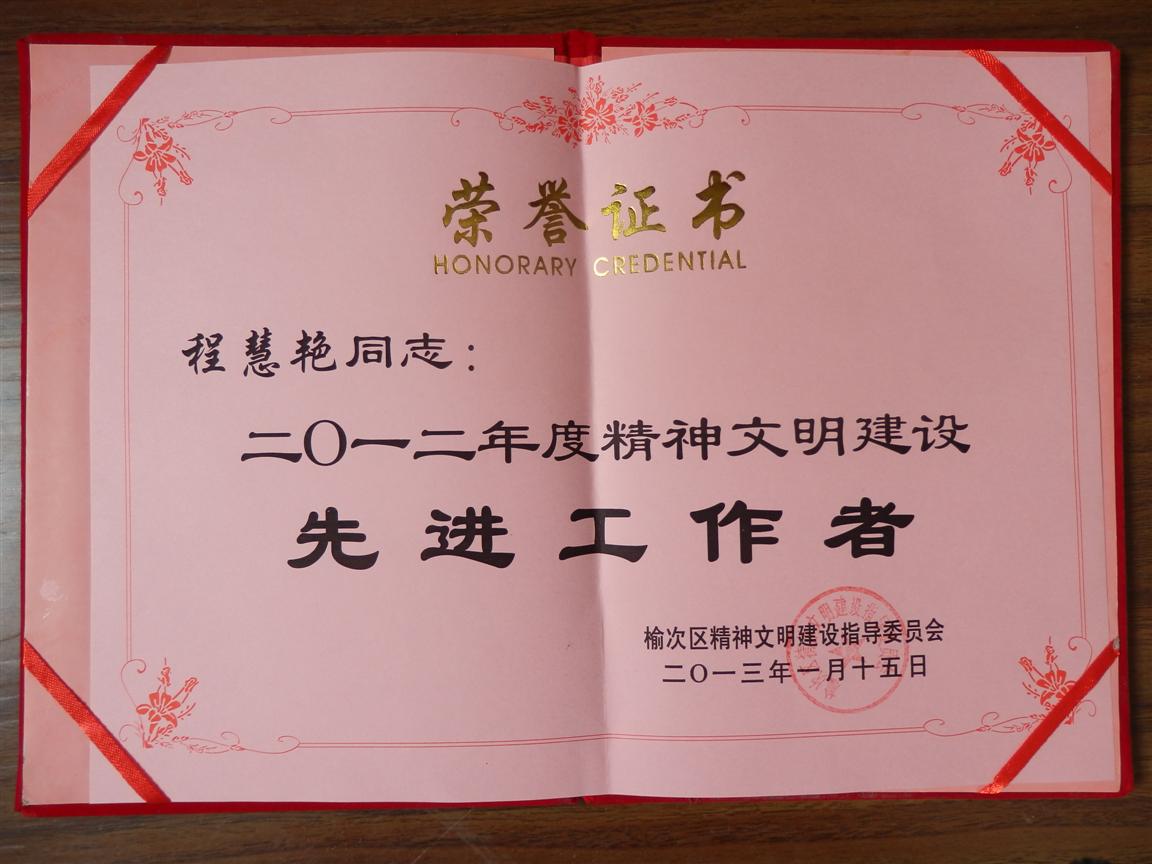 荣誉证书
HONORARY CREDENTIAL
程慧艳同志：
二〇一二年度精神文明建设
先进工作者
榆次区精神文明建设指导委员会
二〇一三年一月十五日